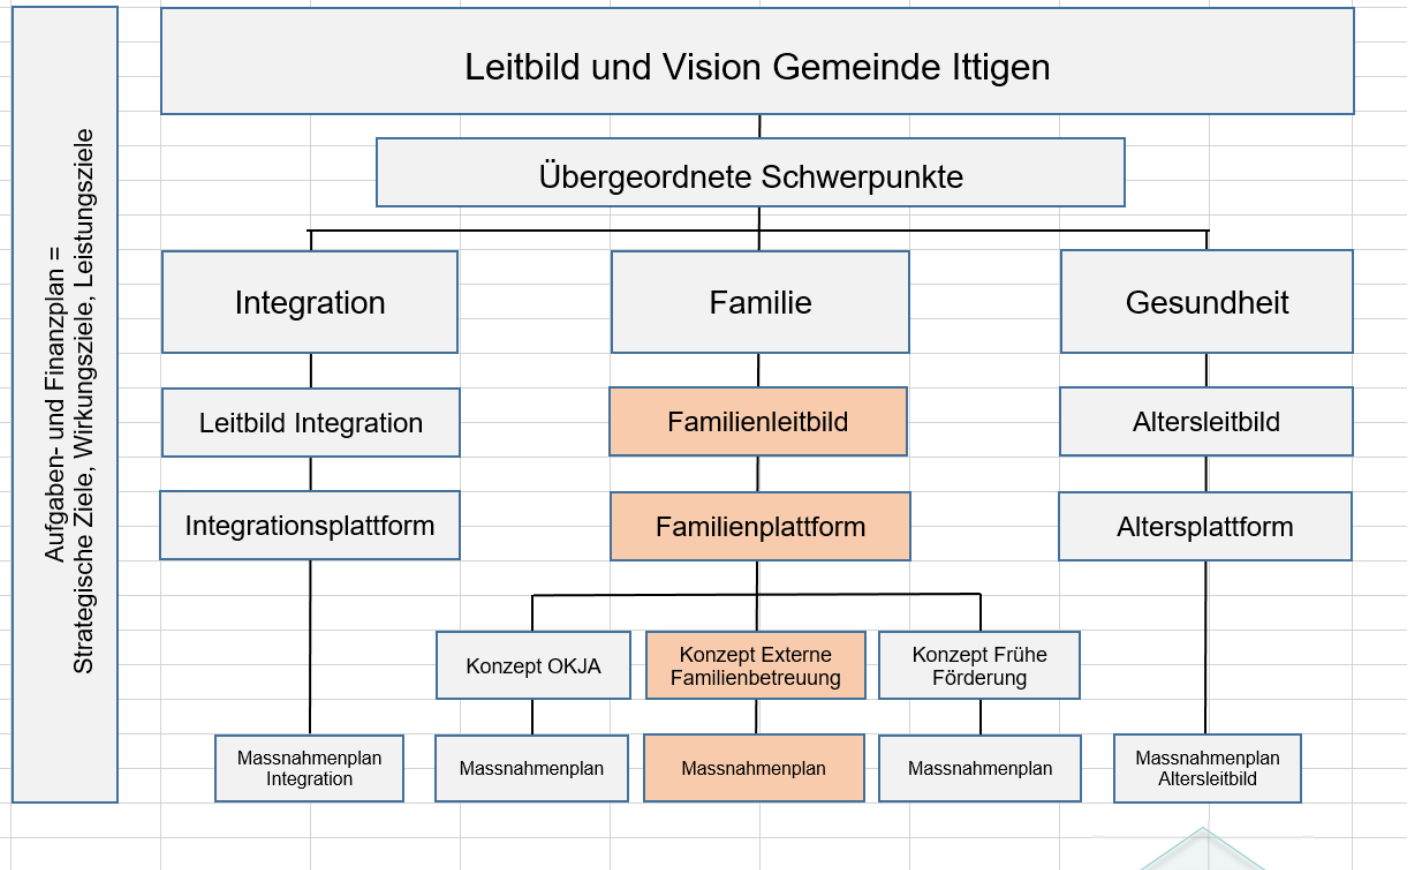 Aufgaben- und Finanzplan =
Strategische Ziele, Wirkungsziele, Leistungsziele
Leitbild und Vision Gemeinde Ittigen
Übergeordnete Schwerpunkte
Integration
Familie
Gesundheit
Leitbild Integration
Familienleitbild
Altersleitbild
Integrationsplattform
Familienplattform
Altersplattform
Konzept OKJA
Konzept Externe
Familienbetreuung
Konzept Frühe
Förderung
Massnahmenplan
Integration
Massnahmenplan
Massnahmenplan
Massnahmenplan
Massnahmenplan
Altersleitbild